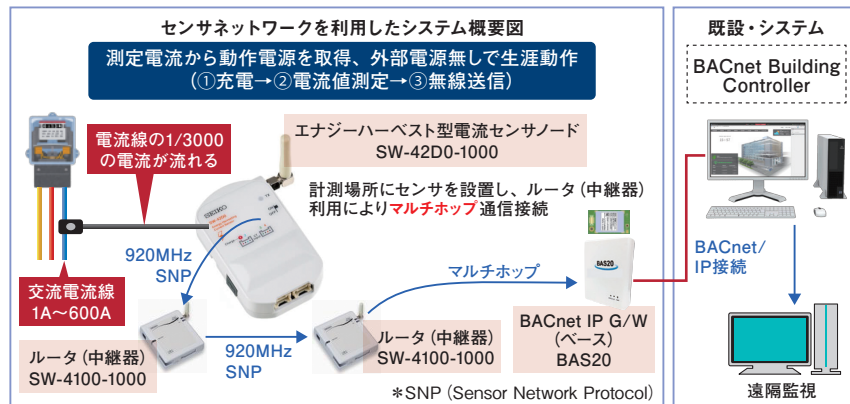 センサネットワークを利用したシステム概要図
測定電流から動作電源を取得、外部電源無しで生涯動作
(①充電→②電流値測定→③無線送信)
電流線の1/3000
の電流が流れる
エナジーハーベスト型電流センサノード
SW-42D0-1000
計測場所にセンサを設置し、ルータ(中継器)
利用によりマルチホップ通信接続
SEIKO
920MHz
SNP
交流電流線
1A〜600A
ルータ(中継器)
SW-4100-1000
920MHz
SNP
ルータ(中継器)
SW-4100-1000
マルチホップ
BAS20
BACnet IP G/W
(ベース)
BAS20
*SNP(Sensor Network Protocol)
既設・システム
BACnet Building
Controller
BACnet/
IP接続
遠隔監視